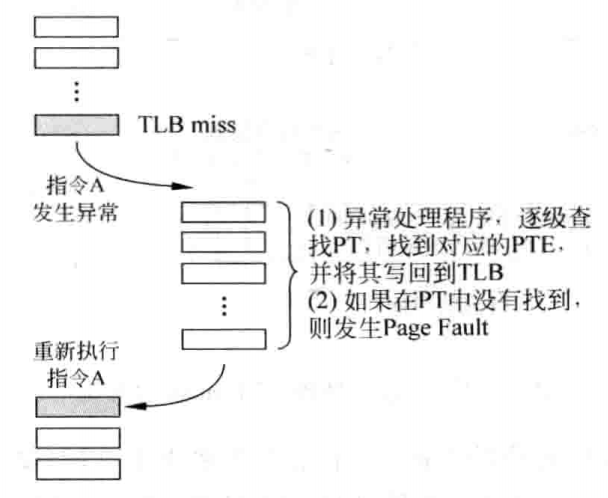 TLB miss
指令A
发生异常
(1) 异常处理程序，逐级查
找PT，找到对应的PTE，
并将其写回到TLB
(2) 如果在PT中没有找到，
则发生Page Fault
重新执行
指令A